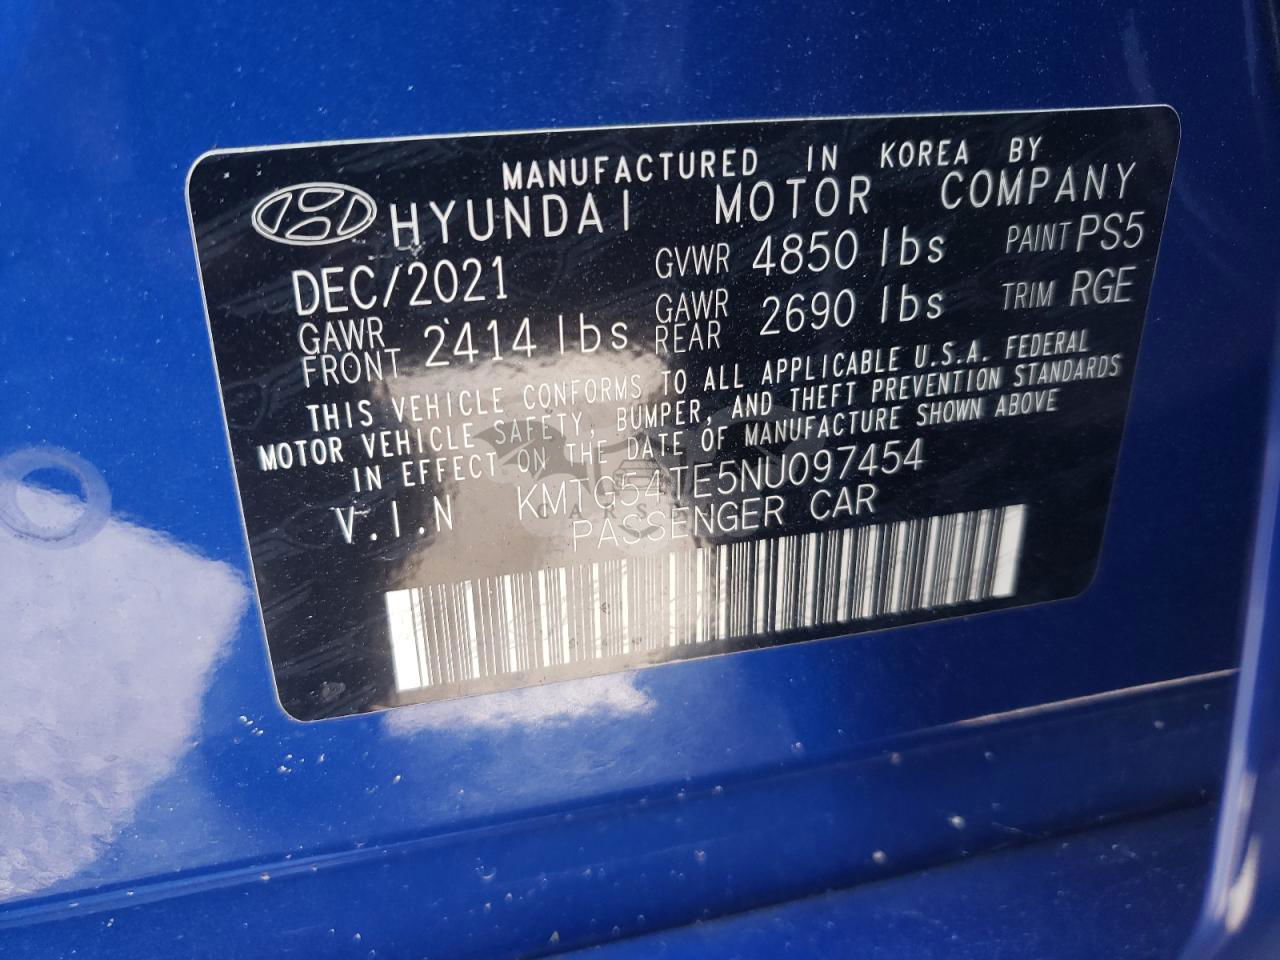 MANUFACTURED IN KOREA BY
HYUNDAI MOTOR COMPANY
DEC/2021 GVWR 4850 lbs PAINT PS5
GAWR FRONT 2414 lbs GAWR REAR 2690 lbs TRIM RGE
THIS VEHICLE CONFORMS TO ALL APPLICABLE U.S.A. FEDERAL
MOTOR VEHICLE SAFETY, BUMPER, AND THEFT PREVENTION STANDARDS
IN EFFECT ON THE DATE OF MANUFACTURE SHOWN ABOVE
V.I.N KMTG54TE5NU097454
PASSENGER CAR